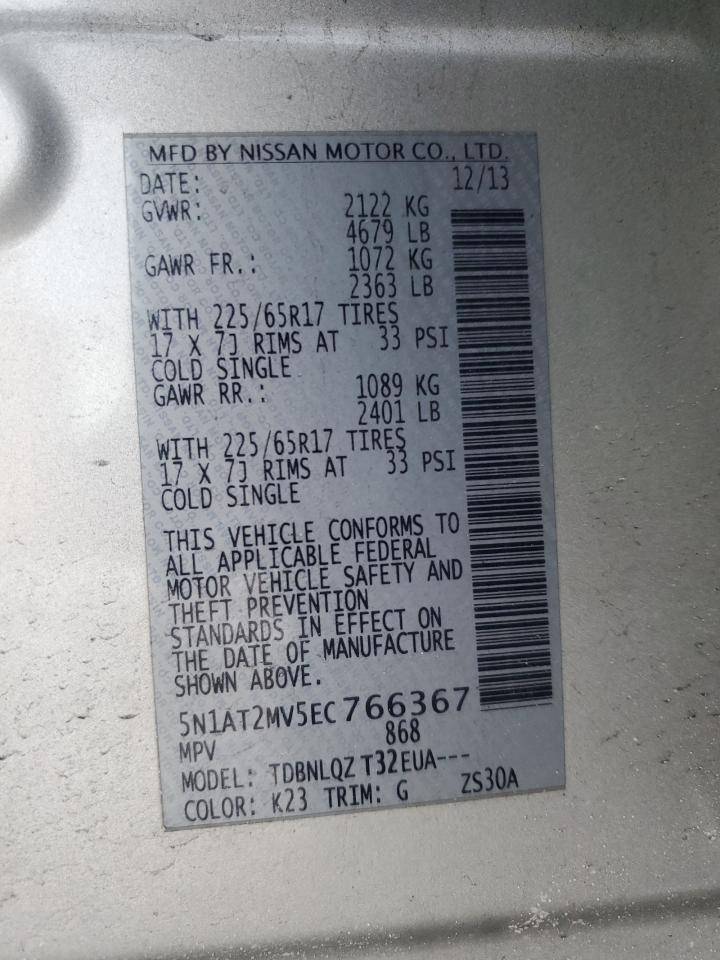 MFD BY NISSAN MOTOR CO., LTD.
DATE: 12/13
GVWR: 2122 KG
4679 LB
GAWR FR.: 1072 KG
2363 LB
WITH 225/65R17 TIRES
17 X 7J RIMS AT 33 PSI
COLD SINGLE
GAWR RR.: 1089 KG
2401 LB
WITH 225/65R17 TIRES
17 X 7J RIMS AT 33 PSI
COLD SINGLE
THIS VEHICLE CONFORMS TO
ALL APPLICABLE FEDERAL
MOTOR VEHICLE SAFETY AND
THEFT PREVENTION
STANDARDS IN EFFECT ON
THE DATE OF MANUFACTURE
SHOWN ABOVE.
5N1AT2MV5EC766367
MPV 868
MODEL: TDBNLQZ T32EUA---
COLOR: K23 TRIM: G ZS30A